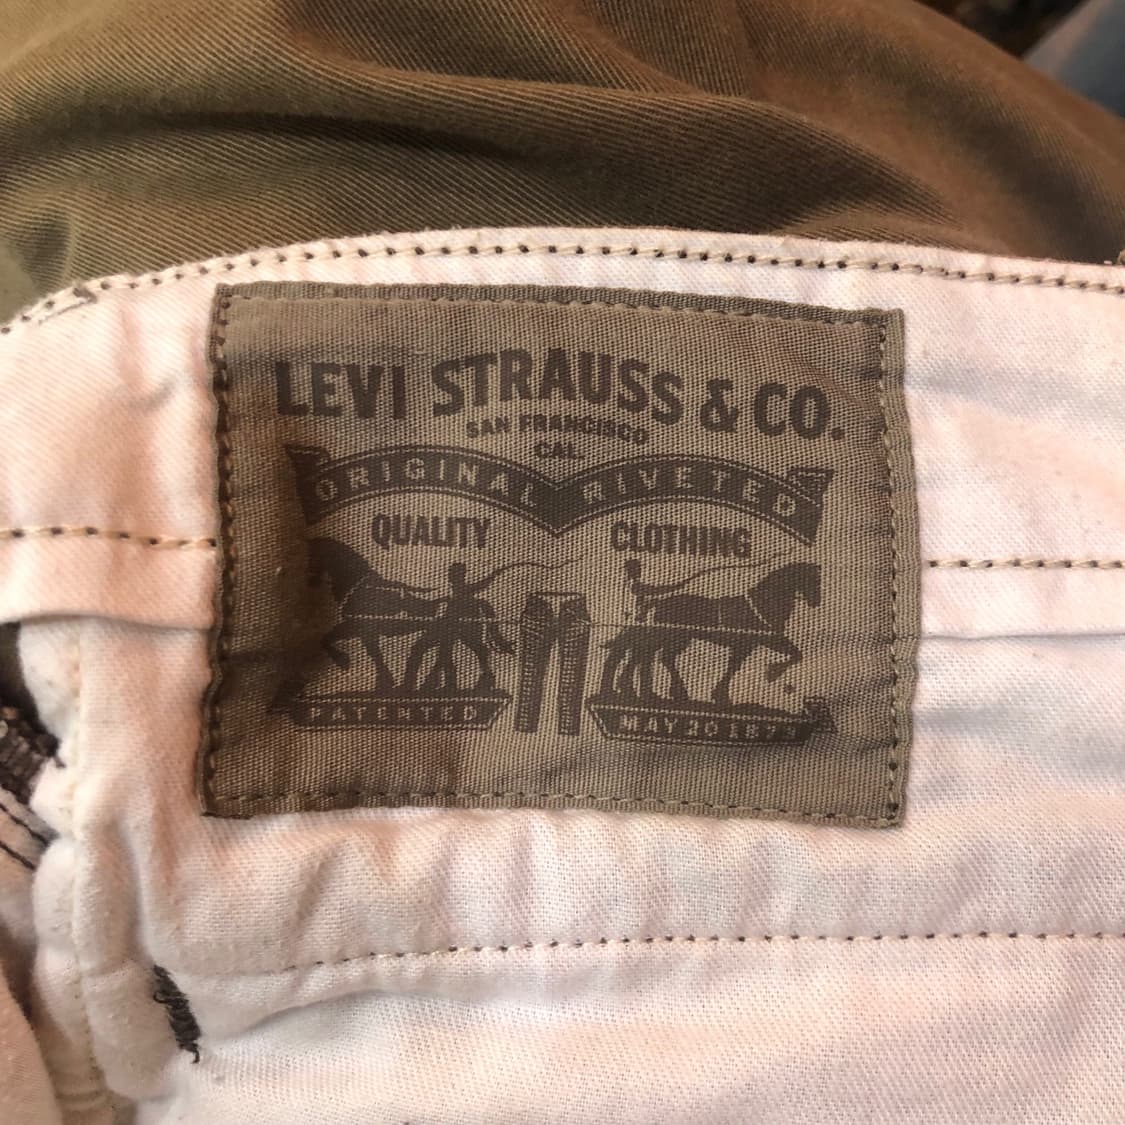 LEVI STRAUSS & CO.
SAN FRANCISCO
CAL.
ORIGINAL RIVETED
QUALITY CLOTHING
PATENTED MAY 20 1873